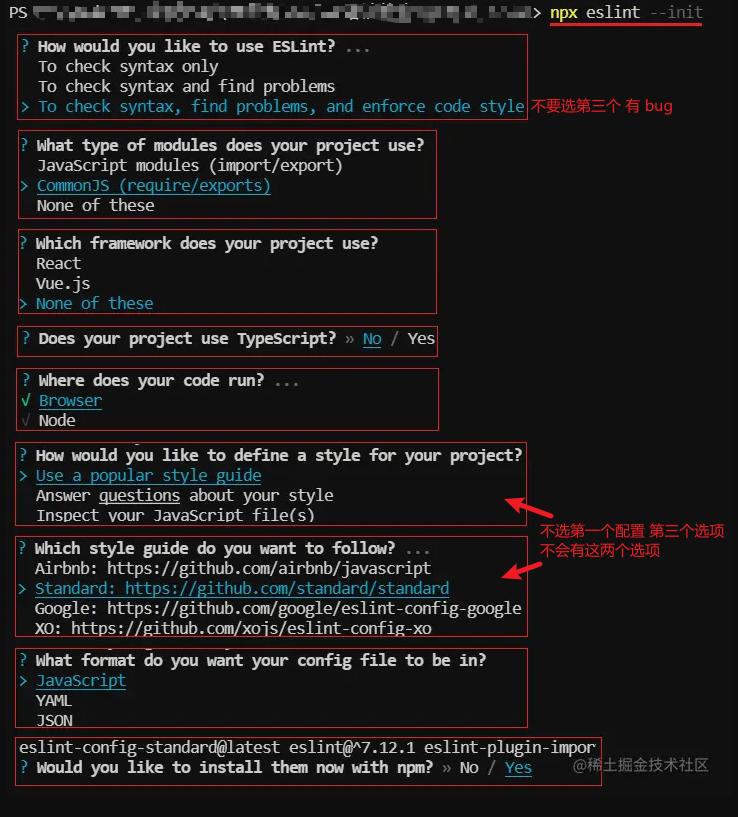 PS > npx eslint --init
? How would you like to use ESLint? ...
To check syntax only
To check syntax and find problems
> To check syntax, find problems, and enforce code style 不要选第三个 有 bug
? What type of modules does your project use?
JavaScript modules (import/export)
> CommonJS (require/exports)
None of these
? Which framework does your project use?
React
Vue.js
> None of these
? Does your project use TypeScript? » No / Yes
? Where does your code run? ...
√ Browser
√ Node
? How would you like to define a style for your project?
> Use a popular style guide
Answer questions about your style
Inspect your JavaScript file(s)
不选第一个配置 第三个选项
不会有这两个选项
? Which style guide do you want to follow? ...
Airbnb: https://github.com/airbnb/javascript
> Standard: https://github.com/standard/standard
Google: https://github.com/google/eslint-config-google
XO: https://github.com/xojs/eslint-config-xo
? What format do you want your config file to be in?
> JavaScript
YAML
JSON
eslint-config-standard@latest eslint@^7.12.1 eslint-plugin-impor
? Would you like to install them now with npm? » No / Yes
@稀土掘金技术社区